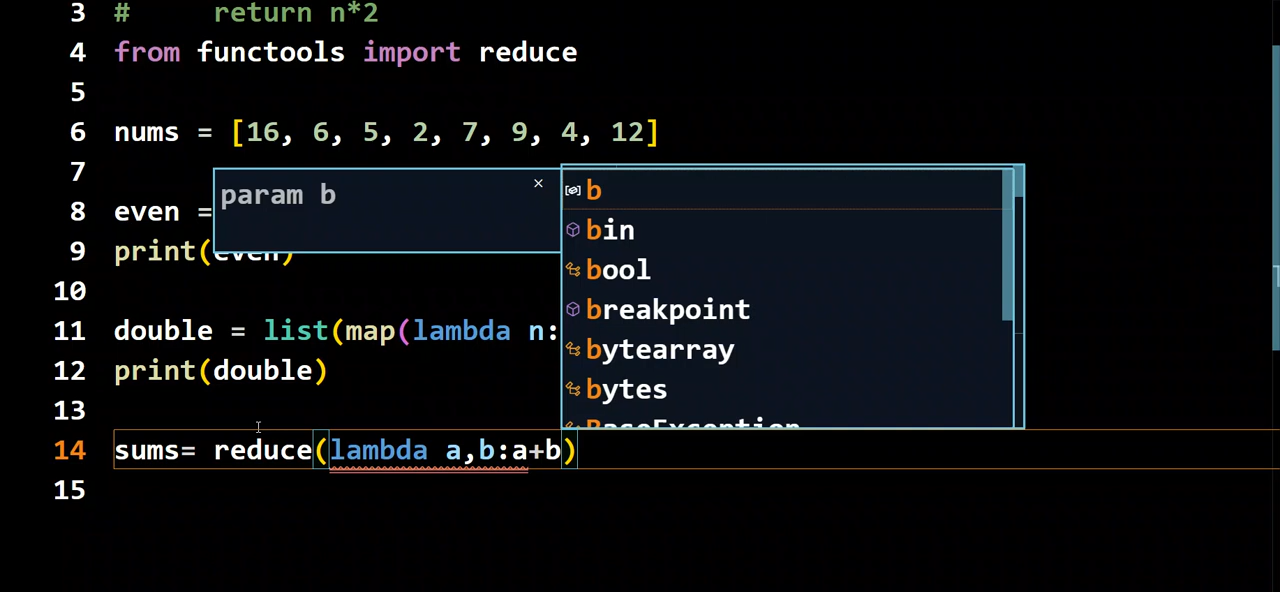 3 #     return n*2
4 from functools import reduce
5
6 nums = [16, 6, 5, 2, 7, 9, 4, 12]
7
param b ×
b
8 even =
bin
9 print(even)
bool
10
breakpoint
11 double = list(map(lambda n:
bytearray
12 print(double)
bytes
13
BaseException
14 sums= reduce(lambda a,b:a+b)
15